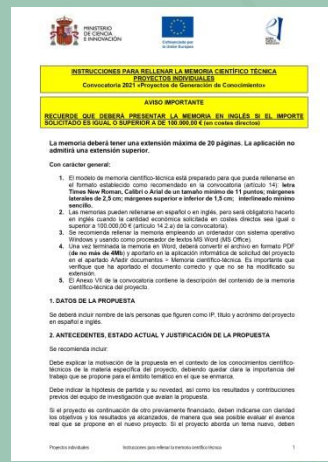 MINISTERIO
DE CIENCIA
E INNOVACIÓN
Cofinanciado por
la Unión Europea
INSTRUCCIONES PARA RELLENAR LA MEMORIA CIENTÍFICO TÉCNICA
PROYECTOS INDIVIDUALES
Convocatoria 2021 «Proyectos de Generación de Conocimiento»
AVISO IMPORTANTE
RECUERDE QUE DEBERÁ PRESENTAR LA MEMORIA EN INGLÉS SI EL IMPORTE
SOLICITADO ES IGUAL O SUPERIOR A DE 100.000,00 € (en costes directos)
La memoria deberá tener una extensión máxima de 20 páginas. La aplicación no
admitirá una extensión superior.
Con carácter general:
1. El modelo de memoria científico-técnica está preparado para que pueda rellenarse en
el formato establecido como recomendado en la convocatoria (artículo 14): letra
Times New Roman, Calibri o Arial de un tamaño mínimo de 11 puntos; márgenes
laterales de 2,5 cm; márgenes superior e inferior de 1,5 cm; interlineado mínimo
sencillo.
2. Las memorias pueden rellenarse en español o en inglés, pero será obligatorio hacerlo
en inglés cuando la cantidad económica solicitada en costes directos sea igual o
superior a 100.000,00 € (artículo 14.2.a) de la convocatoria).
3. Se recomienda rellenar la memoria empleando un ordenador con sistema operativo
Windows y usando como procesador de textos MS Word (MS Office).
4. Una vez terminada la memoria en Word, deberá convertir el archivo en formato PDF
(de no más de 4Mb) y aportarlo en la aplicación informática de solicitud del proyecto
en el apartado Añadir documentos > Memoria científico-técnica. Es importante que
verifique que ha aportado el documento correcto y que no se ha modificado su
extensión.
5. El Anexo VII de la convocatoria contiene la descripción del contenido de la memoria
científico-técnica del proyecto.
1. DATOS DE LA PROPUESTA
Se deberá incluir nombre de la/s personas que figuren como IP, título y acrónimo del proyecto
en español e inglés.
2. ANTECEDENTES, ESTADO ACTUAL Y JUSTIFICACIÓN DE LA PROPUESTA
Se recomienda incluir:
Debe explicar la motivación de la propuesta en el contexto de los conocimientos científico-
técnicos de la materia específica del proyecto, debiendo quedar clara la importancia del
trabajo que se propone para el ámbito temático en el que se enmarca.
Debe indicar la hipótesis de partida y su novedad, así como los resultados y contribuciones
previos del equipo de investigación que avalan la propuesta.
Si el proyecto es continuación de otro previamente financiado, deben indicarse con claridad
los objetivos y los resultados ya alcanzados, de manera que sea posible evaluar el avance
real que se propone en el nuevo proyecto. Si el proyecto aborda un tema nuevo, deben
Proyectos individuales Instrucciones para rellenar la memoria científico técnica 1